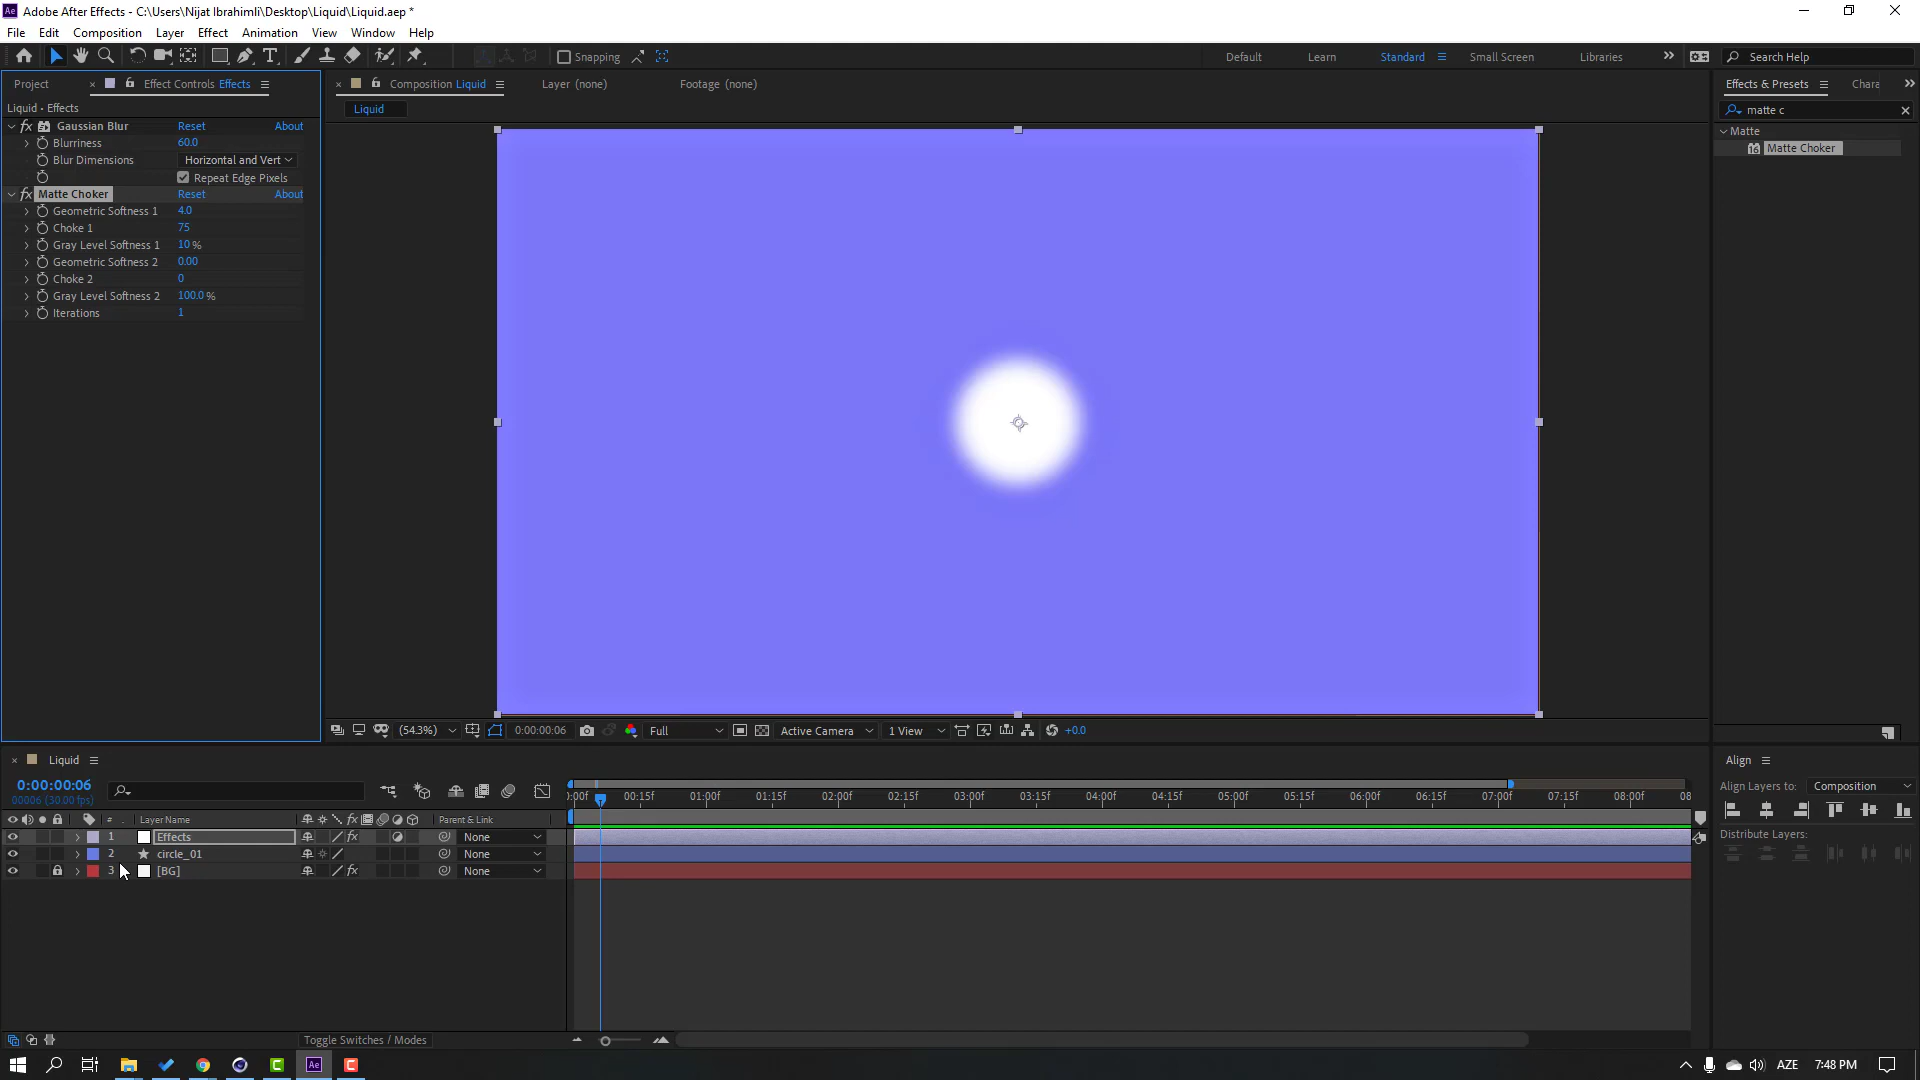 Adobe After Effects - C:\Users\Nijat Ibrahimli\Desktop\Liquid\Liquid.aep *
File Edit Composition Layer Effect Animation View Window Help
Snapping
Default Learn Standard Small Screen Libraries Search Help
Project Effect Controls Effects
Composition Liquid Layer (none) Footage (none)
Effects & Presets Chara
Liquid • Effects
Liquid
matte c
Gaussian Blur Reset About
Blurriness 60.0
Blur Dimensions Horizontal and Vert
Repeat Edge Pixels
Matte Choker Reset About
Geometric Softness 1 4.0
Choke 1 75
Gray Level Softness 1 10 %
Geometric Softness 2 0.00
Choke 2 0
Gray Level Softness 2 100.0 %
Iterations 1
Matte
Matte Choker
(54.3%) 0:00:00:06 Full Active Camera 1 View +0.0
Liquid
0:00:00:06
00006 (30.00 fps)
:00f 00:15f 01:00f 01:15f 02:00f 02:15f 03:00f 03:15f 04:00f 04:15f 05:00f 05:15f 06:00f 06:15f 07:00f 07:15f 08:00f 08
# Layer Name Parent & Link
1 Effects None
2 circle_01 None
3 [BG] None
Toggle Switches / Modes
Align
Align Layers to: Composition
Distribute Layers:
AZE 7:48 PM